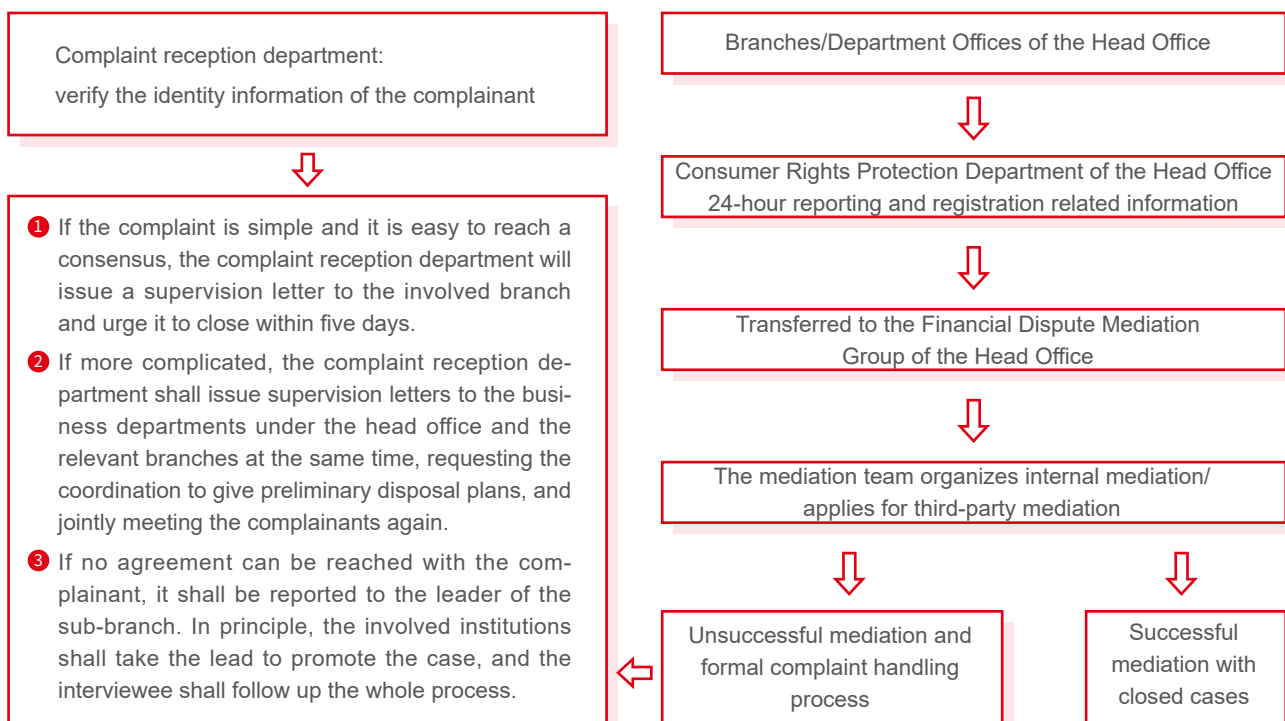 Complaint reception department:
verify the identity information of the complainant
1 If the complaint is simple and it is easy to reach a
consensus, the complaint reception department will
issue a supervision letter to the involved branch
and urge it to close within five days.
2 If more complicated, the complaint reception de-
partment shall issue supervision letters to the busi-
ness departments under the head office and the
relevant branches at the same time, requesting the
coordination to give preliminary disposal plans, and
jointly meeting the complainants again.
3 If no agreement can be reached with the com-
plainant, it shall be reported to the leader of the
sub-branch. In principle, the involved institutions
shall take the lead to promote the case, and the
interviewee shall follow up the whole process.
Branches/Department Offices of the Head Office
Consumer Rights Protection Department of the Head Office
24-hour reporting and registration related information
Transferred to the Financial Dispute Mediation
Group of the Head Office
The mediation team organizes internal mediation/
applies for third-party mediation
Unsuccessful mediation and
formal complaint handling
process
Successful
mediation with
closed cases